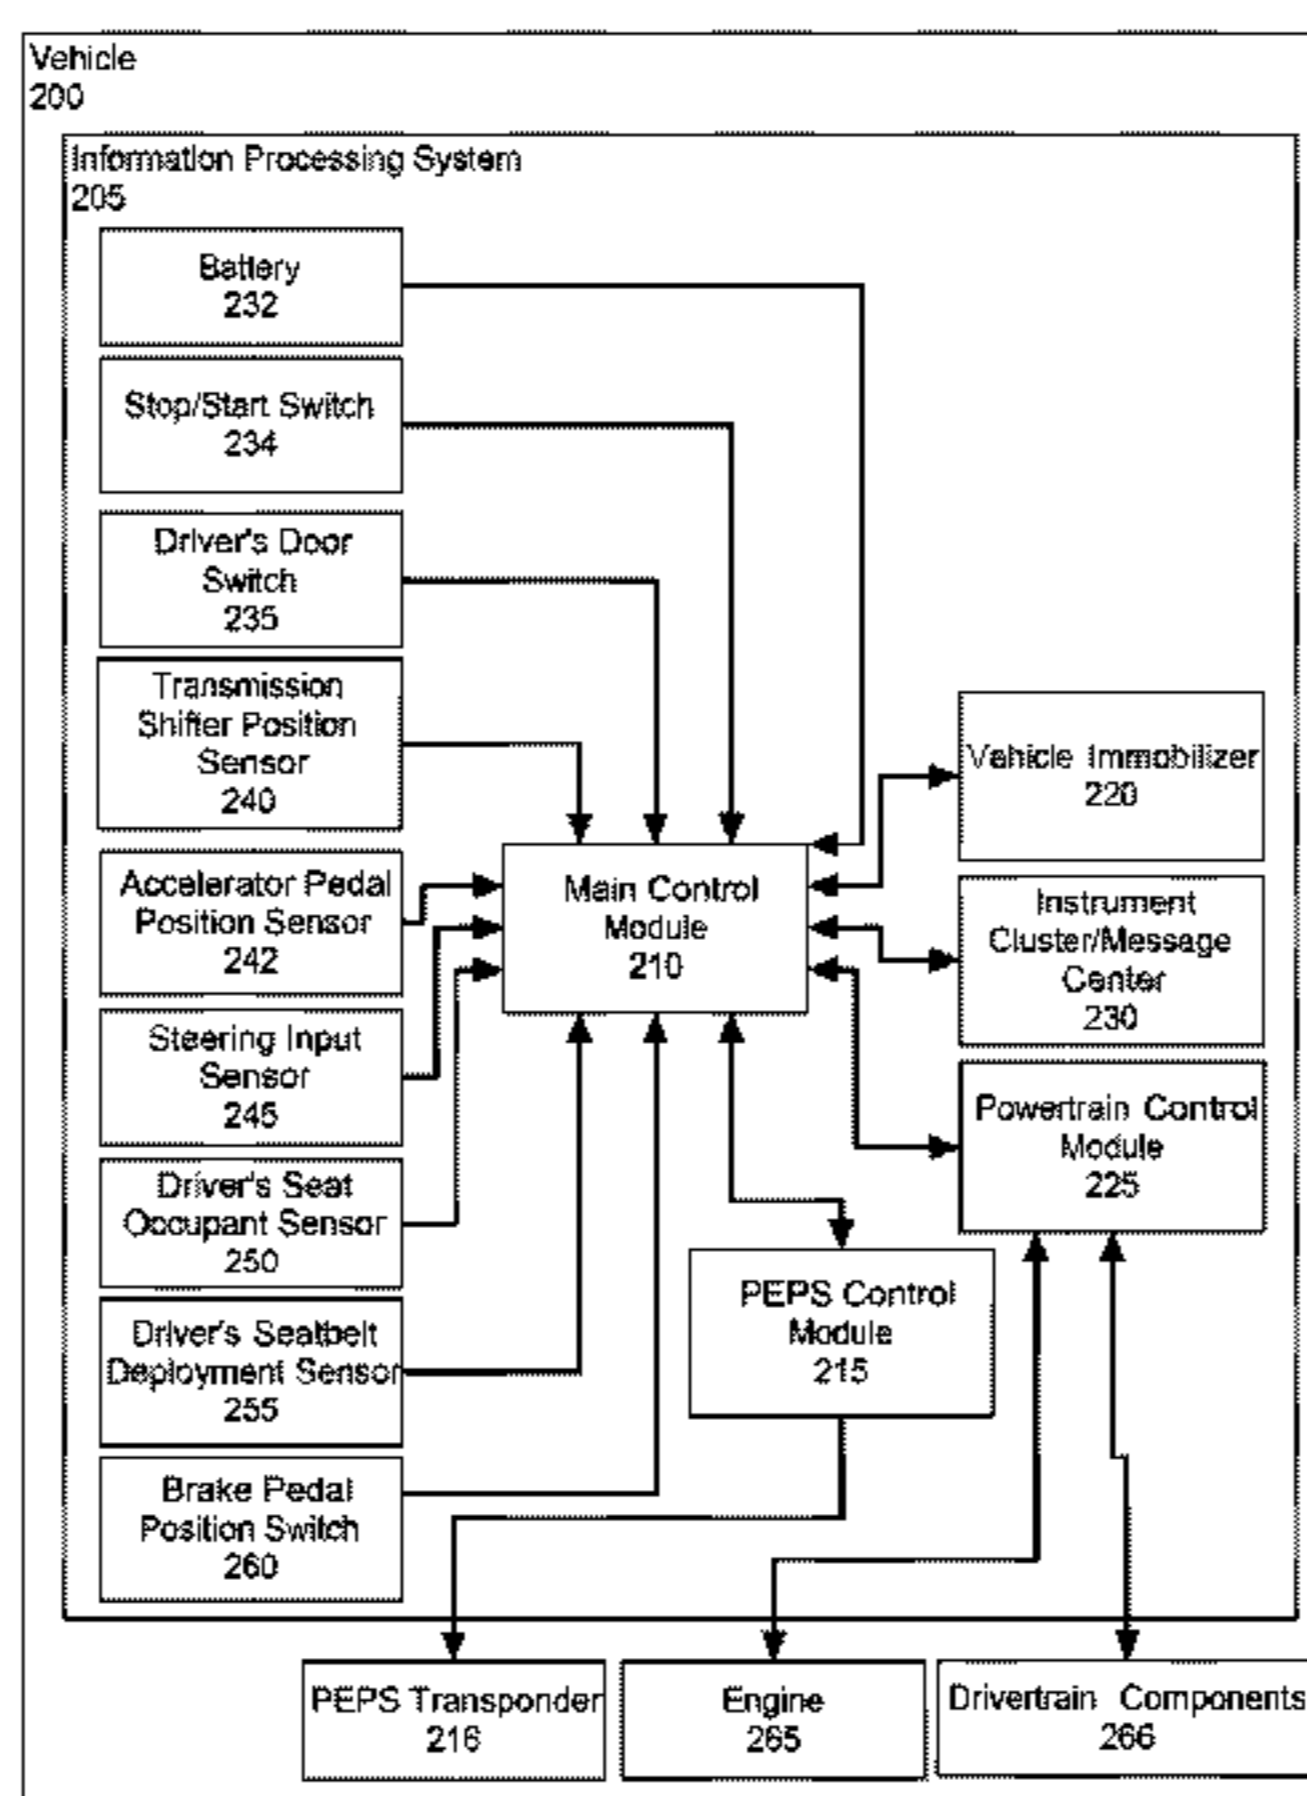 Vehicle
200
Information Processing System
205
Battery
232
Stop/Start Switch
234
Driver's Door
Switch
235
Transmission
Shifter Position
Sensor
240
Accelerator Pedal
Position Sensor
242
Steering Input
Sensor
245
Driver's Seat
Occupant Sensor
250
Driver's Seatbelt
Deployment Sensor
255
Brake Pedal
Position Switch
260
Main Control
Module
210
Vehicle Immobilizer
220
Instrument
Cluster/Message
Center
230
Powertrain Control
Module
225
PEPS Control
Module
215
PEPS Transponder
216
Engine
265
Drivertrain Components
266